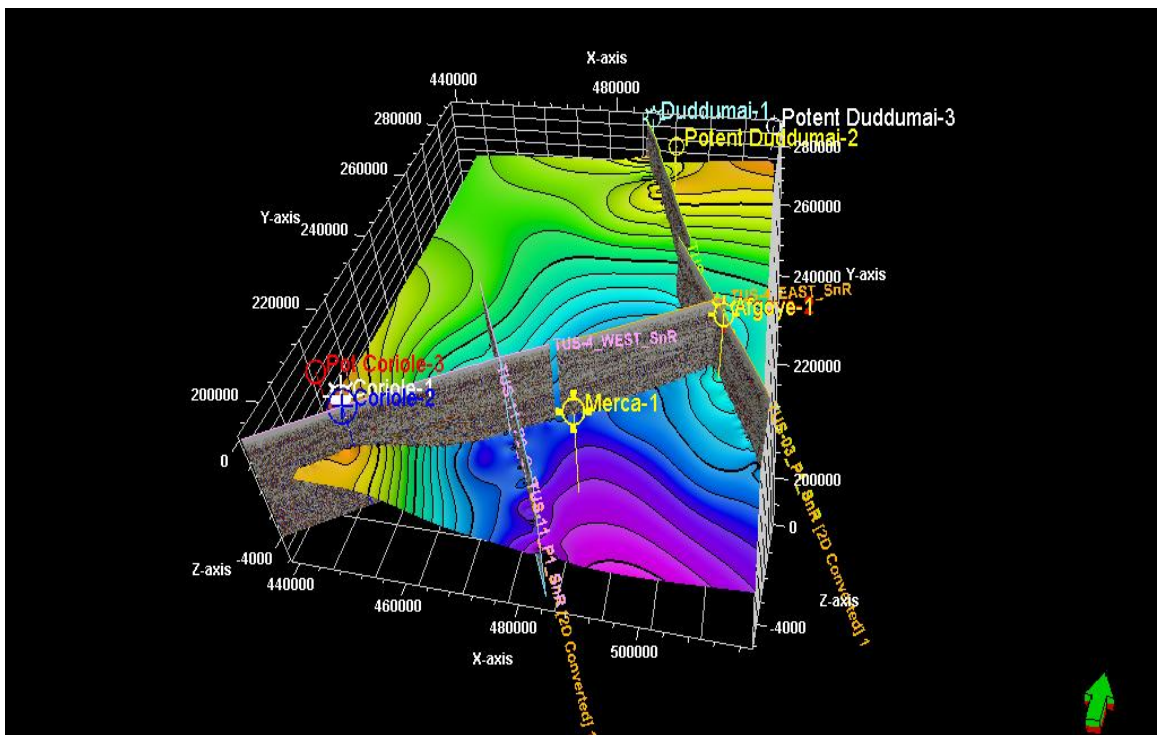 X-axis
440000
480000
280000
Duddumai-1
Potent Duddumai-3
Potent Duddumai-2
280000
260000
260000
Y-axis
240000
240000
Y-axis
TUS-4_EAST_SnR
Afgoye-1
220000
TUS-4_WEST_SnR
220000
Pot Coriole-3
Coriole-1
Coriole-2
200000
Merca-1
0
200000
0
TUS-03_P1_SnR [2D Converted] 1
TUS-11_P1_SnR [2D Converted] 1
-4000
Z-axis
440000
Z-axis
460000
-4000
480000
X-axis
500000